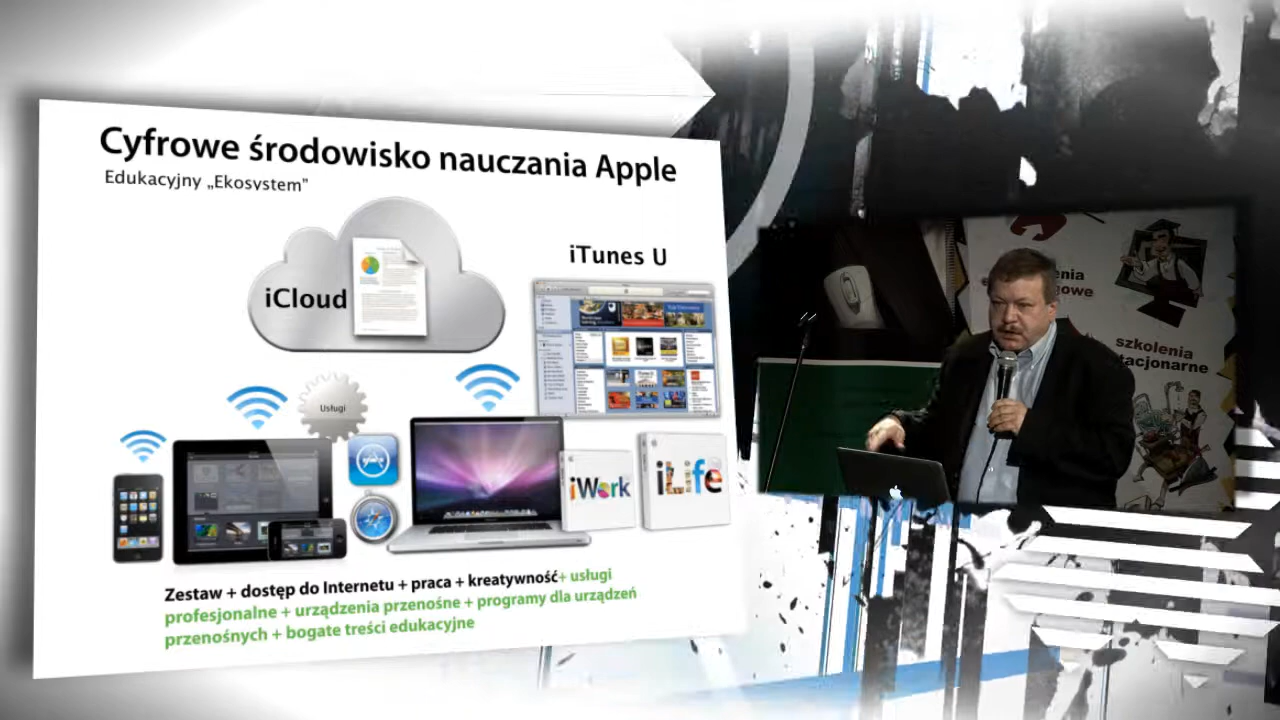 Cyfrowe środowisko nauczania Apple
Edukacyjny „Ekosystem"
iTunes U
iCloud
Usługi
iWork
iLife
Zestaw + dostęp do Internetu + praca + kreatywność+ usługi
profesjonalne + urządzenia przenośne + programy dla urządzeń
przenośnych + bogate treści edukacyjne
szkolenia
stacjonarne